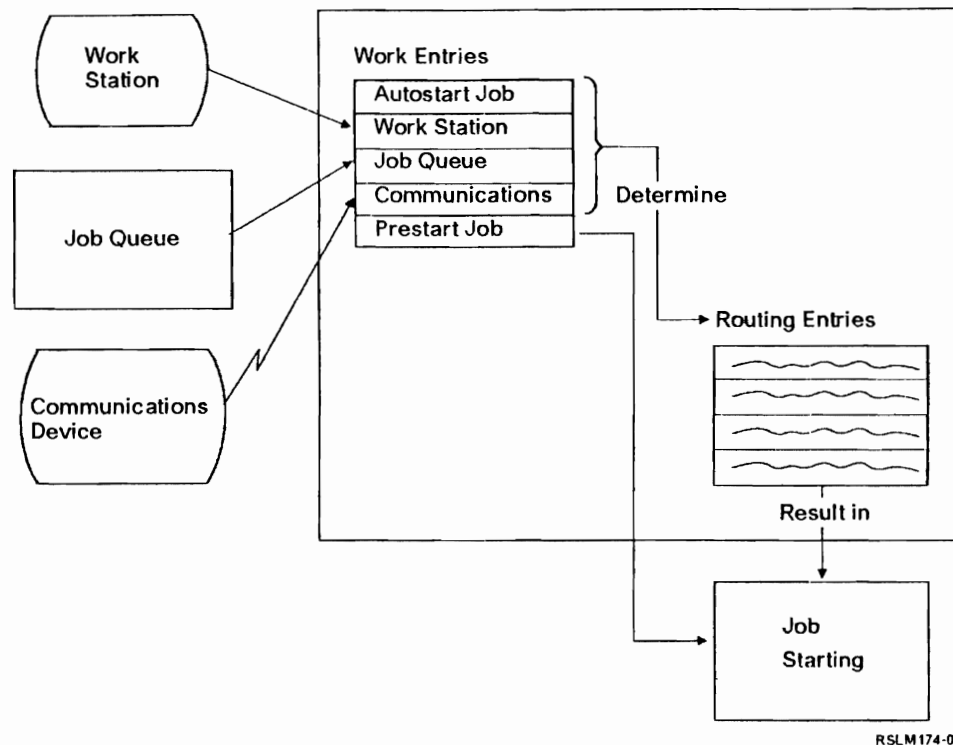 Work
Station
Job Queue
Communications
Device
Work Entries
Autostart Job
Work Station
Job Queue
Communications
Prestart Job
Determine
Routing Entries
Result in
Job
Starting
RSLM174-0